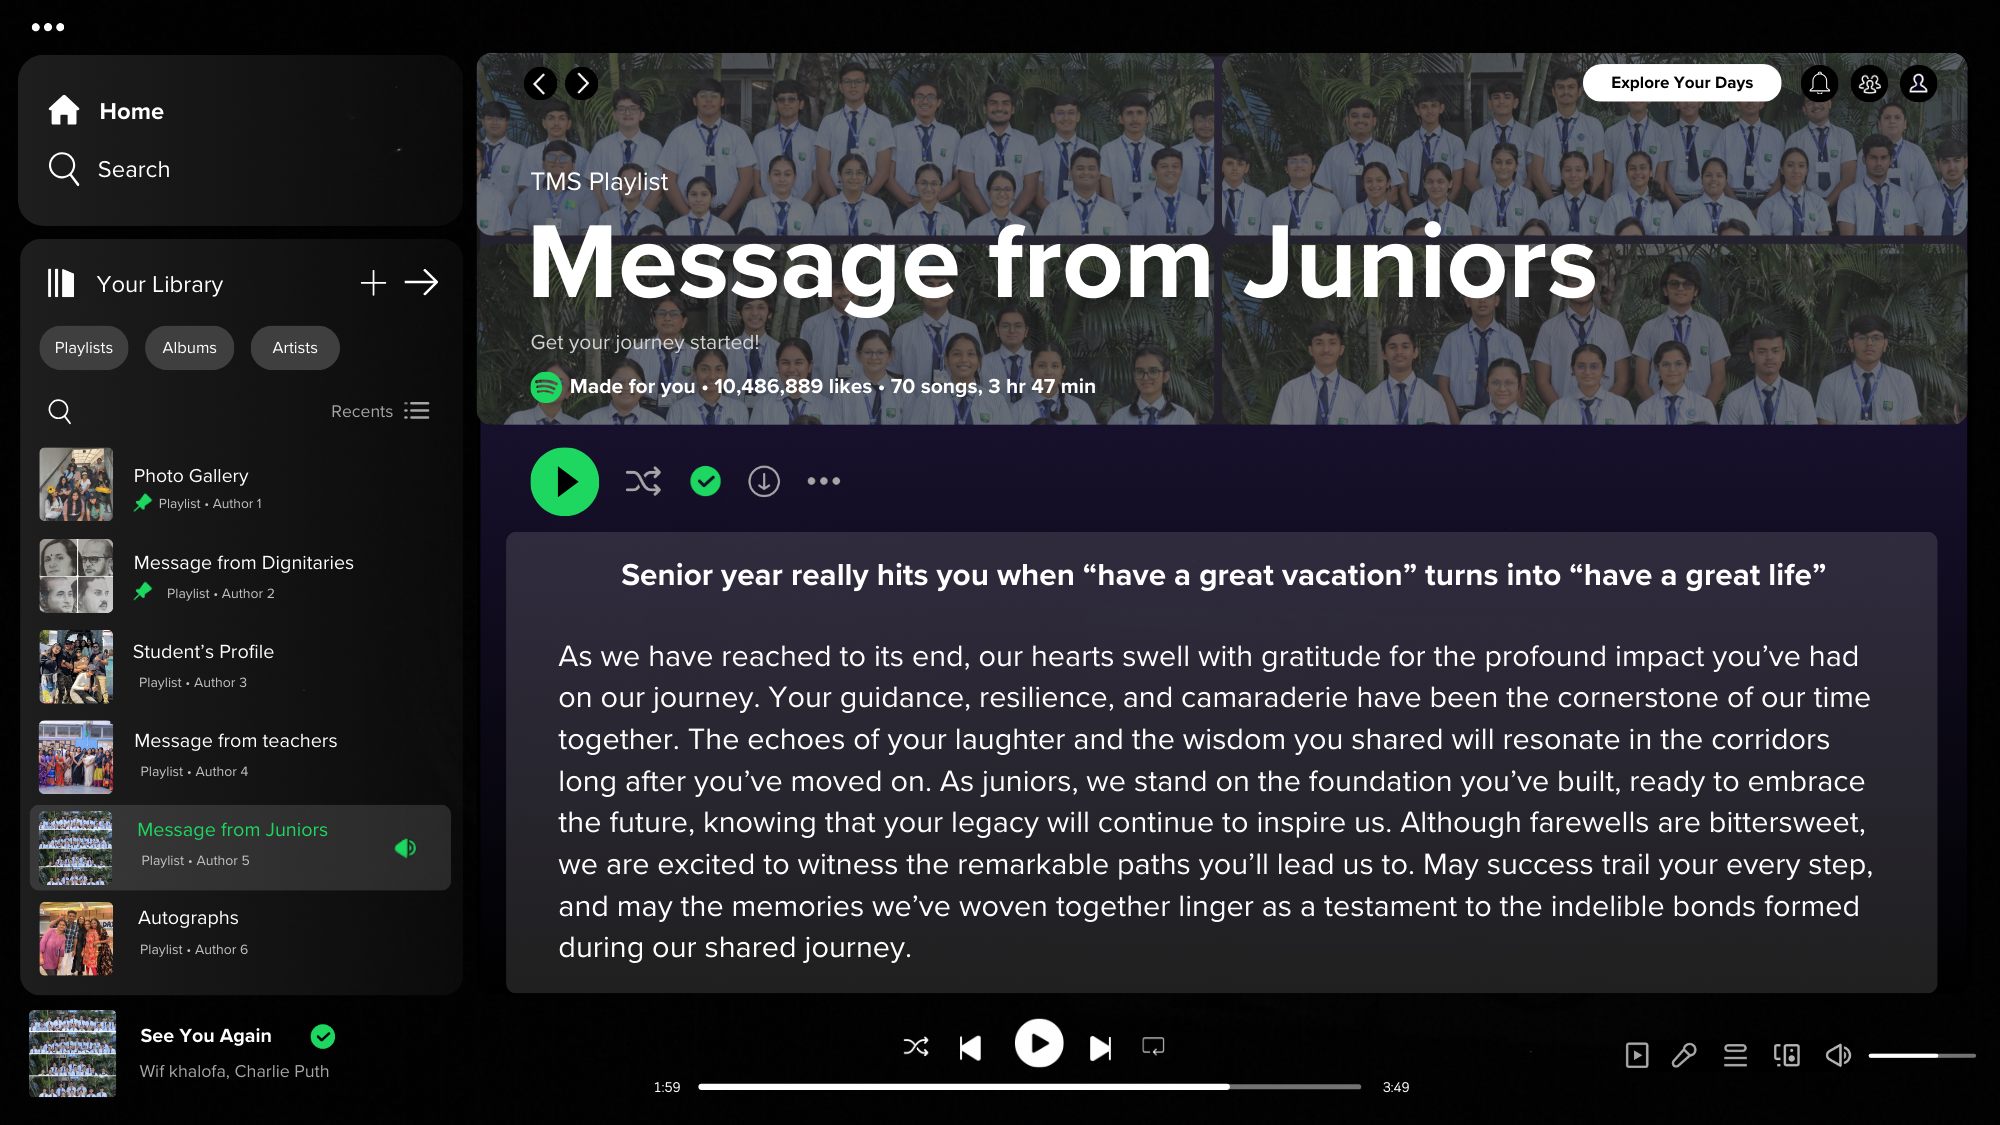 Home
Search
Your Library
Playlists
Albums
Artists
Recents
Photo Gallery
Playlist • Author 1
Message from Dignitaries
Playlist • Author 2
Student’s Profile
Playlist • Author 3
Message from teachers
Playlist • Author 4
Message from Juniors
Playlist • Author 5
Autographs
Playlist • Author 6
Explore Your Days
TMS Playlist
Message from Juniors
Get your journey started!
Made for you • 10,486,889 likes • 70 songs, 3 hr 47 min
Senior year really hits you when “have a great vacation” turns into “have a great life”
As we have reached to its end, our hearts swell with gratitude for the profound impact you’ve had
on our journey. Your guidance, resilience, and camaraderie have been the cornerstone of our time
together. The echoes of your laughter and the wisdom you shared will resonate in the corridors
long after you’ve moved on. As juniors, we stand on the foundation you’ve built, ready to embrace
the future, knowing that your legacy will continue to inspire us. Although farewells are bittersweet,
we are excited to witness the remarkable paths you’ll lead us to. May success trail your every step,
and may the memories we’ve woven together linger as a testament to the indelible bonds formed
during our shared journey.
See You Again
Wif khalofa, Charlie Puth
1:59
3:49